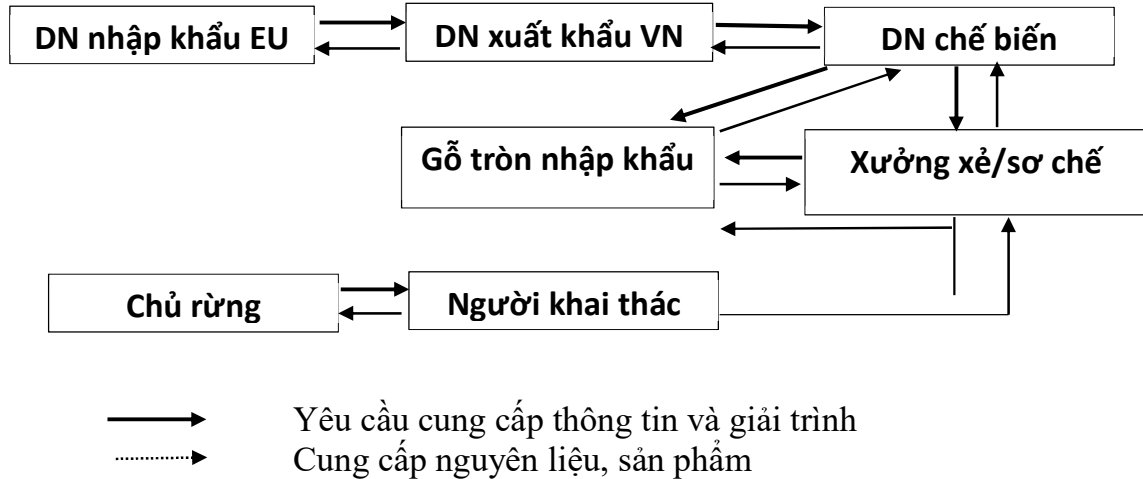 DN nhập khẩu EU
DN xuất khẩu VN
DN chế biến
Gỗ tròn nhập khẩu
Xưởng xẻ/sơ chế
Chủ rừng
Người khai thác
Yêu cầu cung cấp thông tin và giải trình
Cung cấp nguyên liệu, sản phẩm